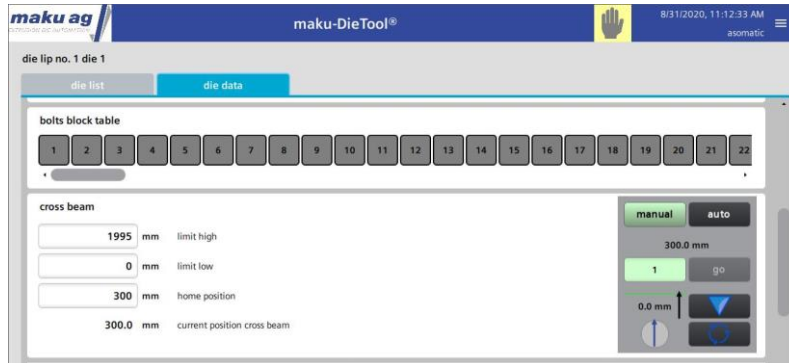 maku ag
maku-DieTool®
8/31/2020, 11:12:33 AM
asomatic
die lip no. 1 die 1
die list
die data
bolts block table
1 2 3 4 5 6 7 8 9 10 11 12 13 14 15 16 17 18 19 20 21 22
cross beam
1995 mm limit high
0 mm limit low
300 mm home position
300.0 mm current position cross beam
manual auto
300.0 mm
1 go
0.0 mm